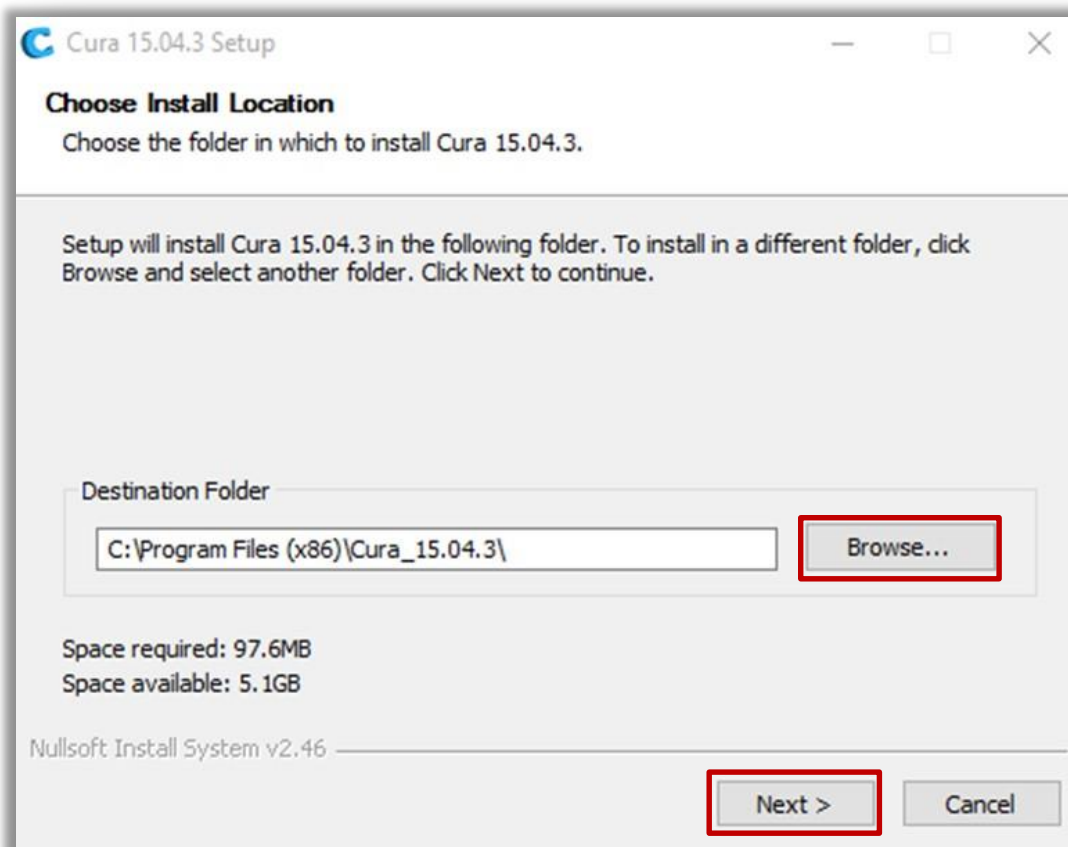 Cura 15.04.3 Setup
Choose Install Location
Choose the folder in which to install Cura 15.04.3.
Setup will install Cura 15.04.3 in the following folder. To install in a different folder, click
Browse and select another folder. Click Next to continue.
Destination Folder
C:\Program Files (x86)\Cura_15.04.3\
Browse...
Space required: 97.6MB
Space available: 5.1GB
Nullsoft Install System v2.46
Next >
Cancel